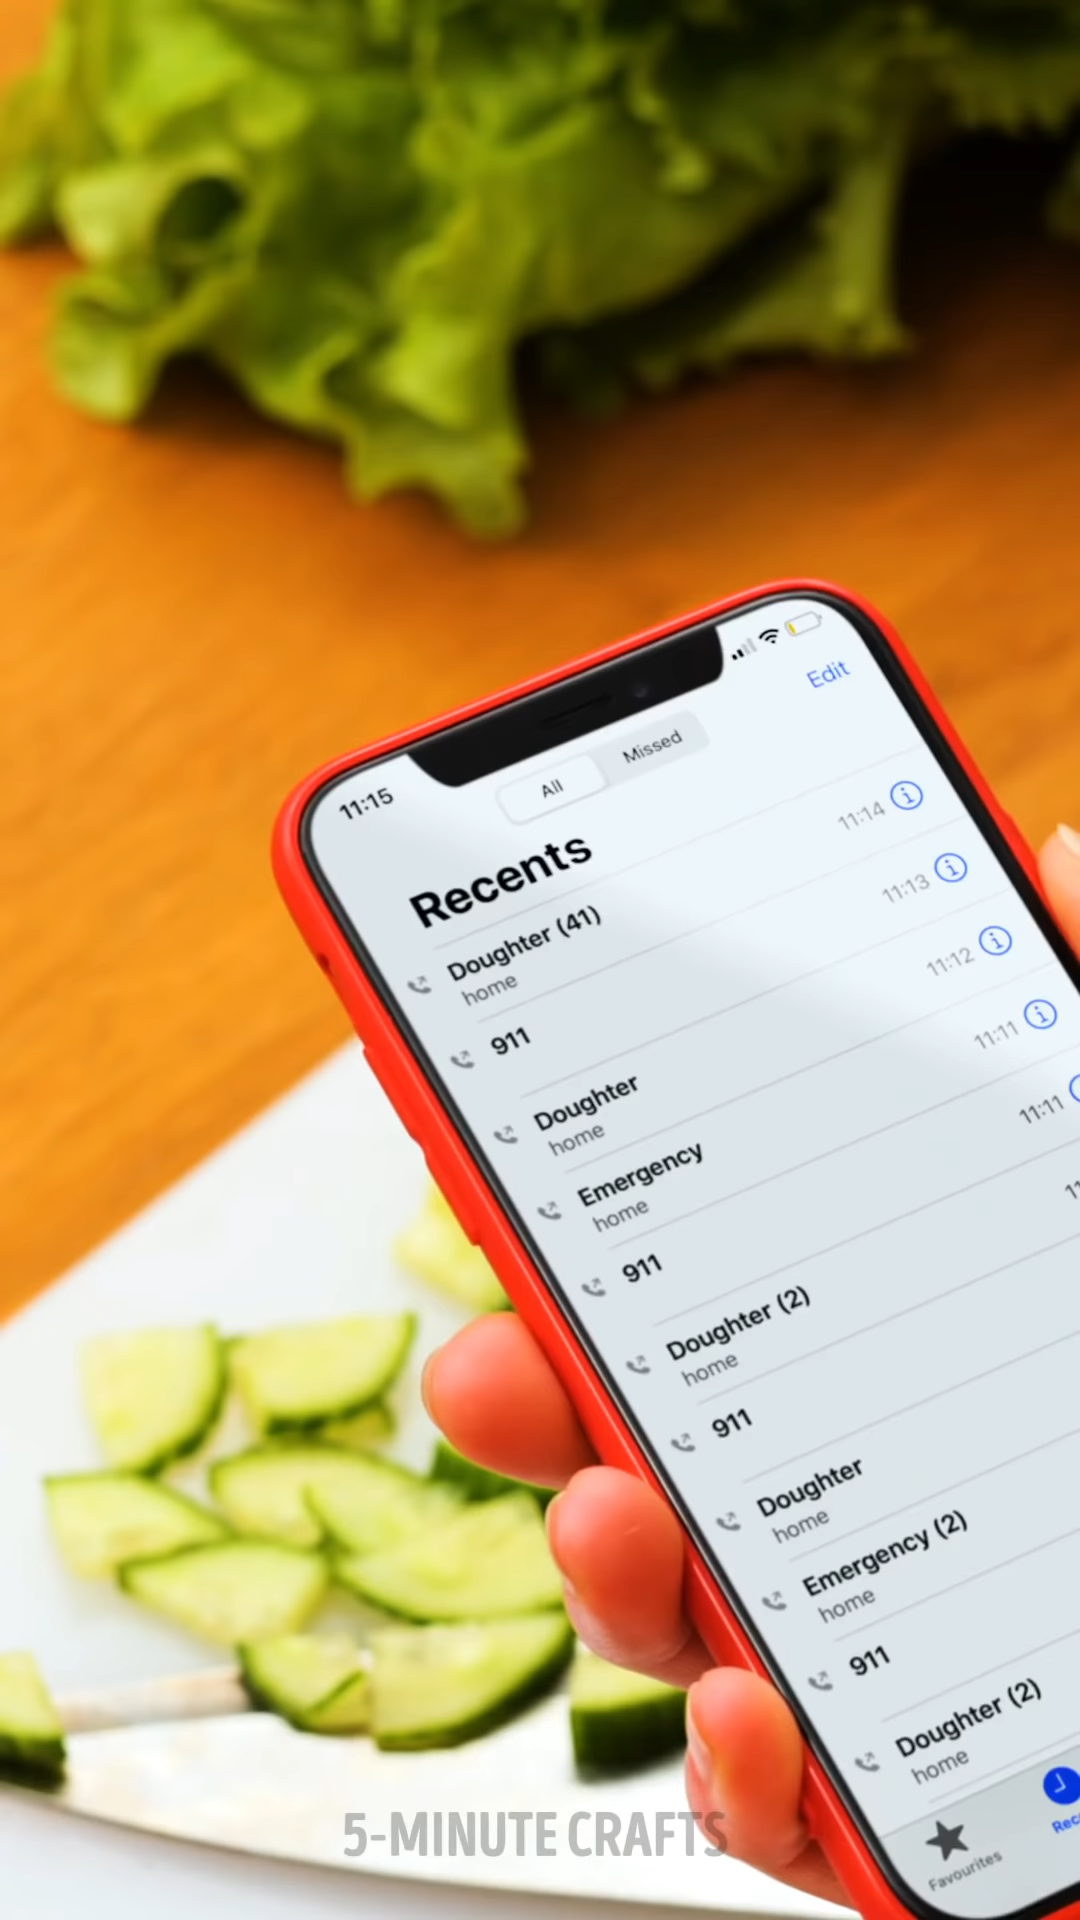 11:15
Edit
All
Missed
Recents
Doughter (41)
home
11:14
911
11:13
Doughter
home
11:12
Emergency
home
11:11
911
11:11
Doughter (2)
home
911
Doughter
home
Emergency (2)
home
911
Doughter (2)
home
Favourites
5-MINUTE CRAFTS